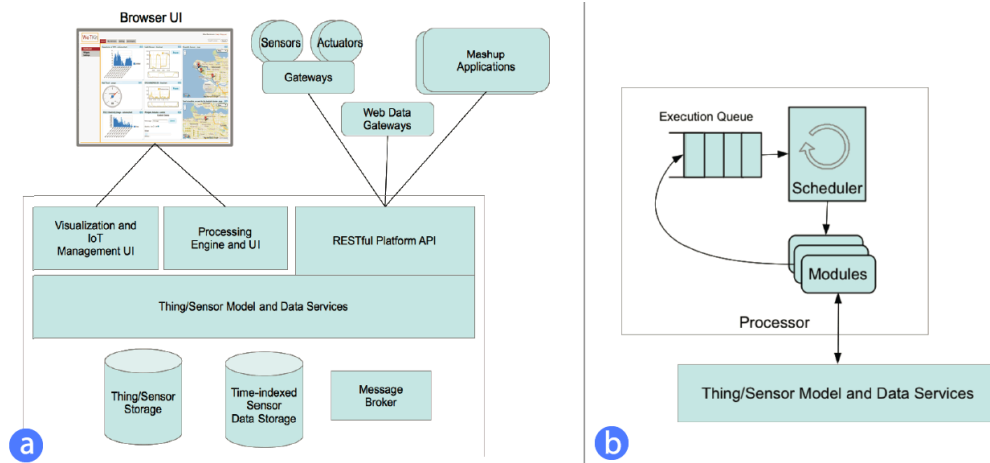 Browser UI
Sensors
Actuators
Gateways
Mashup
Applications
Web Data
Gateways
Visualization and
IoT
Management UI
Processing
Engine and UI
RESTful Platform API
Thing/Sensor Model and Data Services
Thing/Sensor
Storage
Time-indexed
Sensor
Data Storage
Message
Broker
a
Execution Queue
Scheduler
Modules
Processor
Thing/Sensor Model and Data Services
b